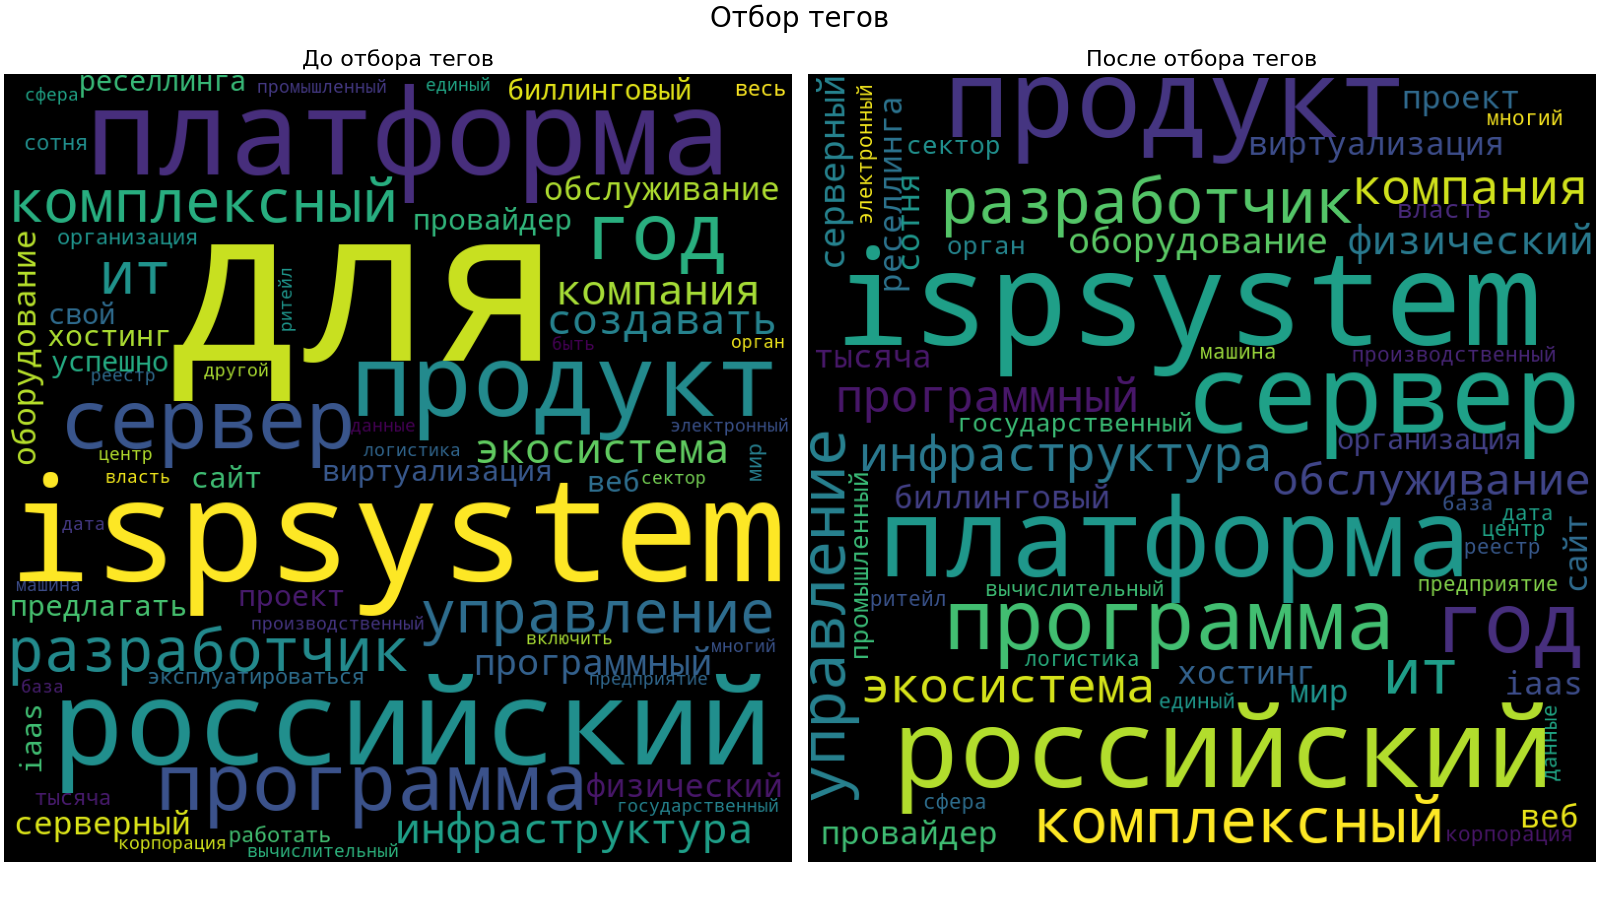 Отбор тегов
До отбора тегов
сфера
реселлинга
промышленный
единый
биллинговый
весь
сотня
платформа
комплексный
обслуживание
провайдер
год
организация
оборудование
ит
для
ритейл
компания
свой
создавать
хостинг
быть
орган
успешно
реестр
другой
продукт
сервер
данные
электронный
центр
логистика
экосистема
власть
сайт
виртуализация
веб
сектор
мир
ispsystem
дата
машина
предлагать
проект
управление
производственный
включить
разработчик
многий
программный
эксплуатироваться
предприятие
база
российский
iaas
программа
физический
тысяча
государственный
серверный
работать
инфраструктура
корпорация
вычислительный
После отбора тегов
серверный
электронный
реселлинга
продукт
проект
многий
сектор
виртуализация
сотня
разработчик
компания
власть
орган
оборудование
физический
ispsystem
тысяча
машина
производственный
программный
сервер
государственный
организация
управление
инфраструктура
промышленный
биллинговый
обслуживание
база
дата
центр
платформа
реестр
сайт
вычислительный
предприятие
ритейл
программа
год
логистика
хостинг
ит
экосистема
единый
мир
iaas
российский
данные
сфера
провайдер
комплексный
веб
корпорация